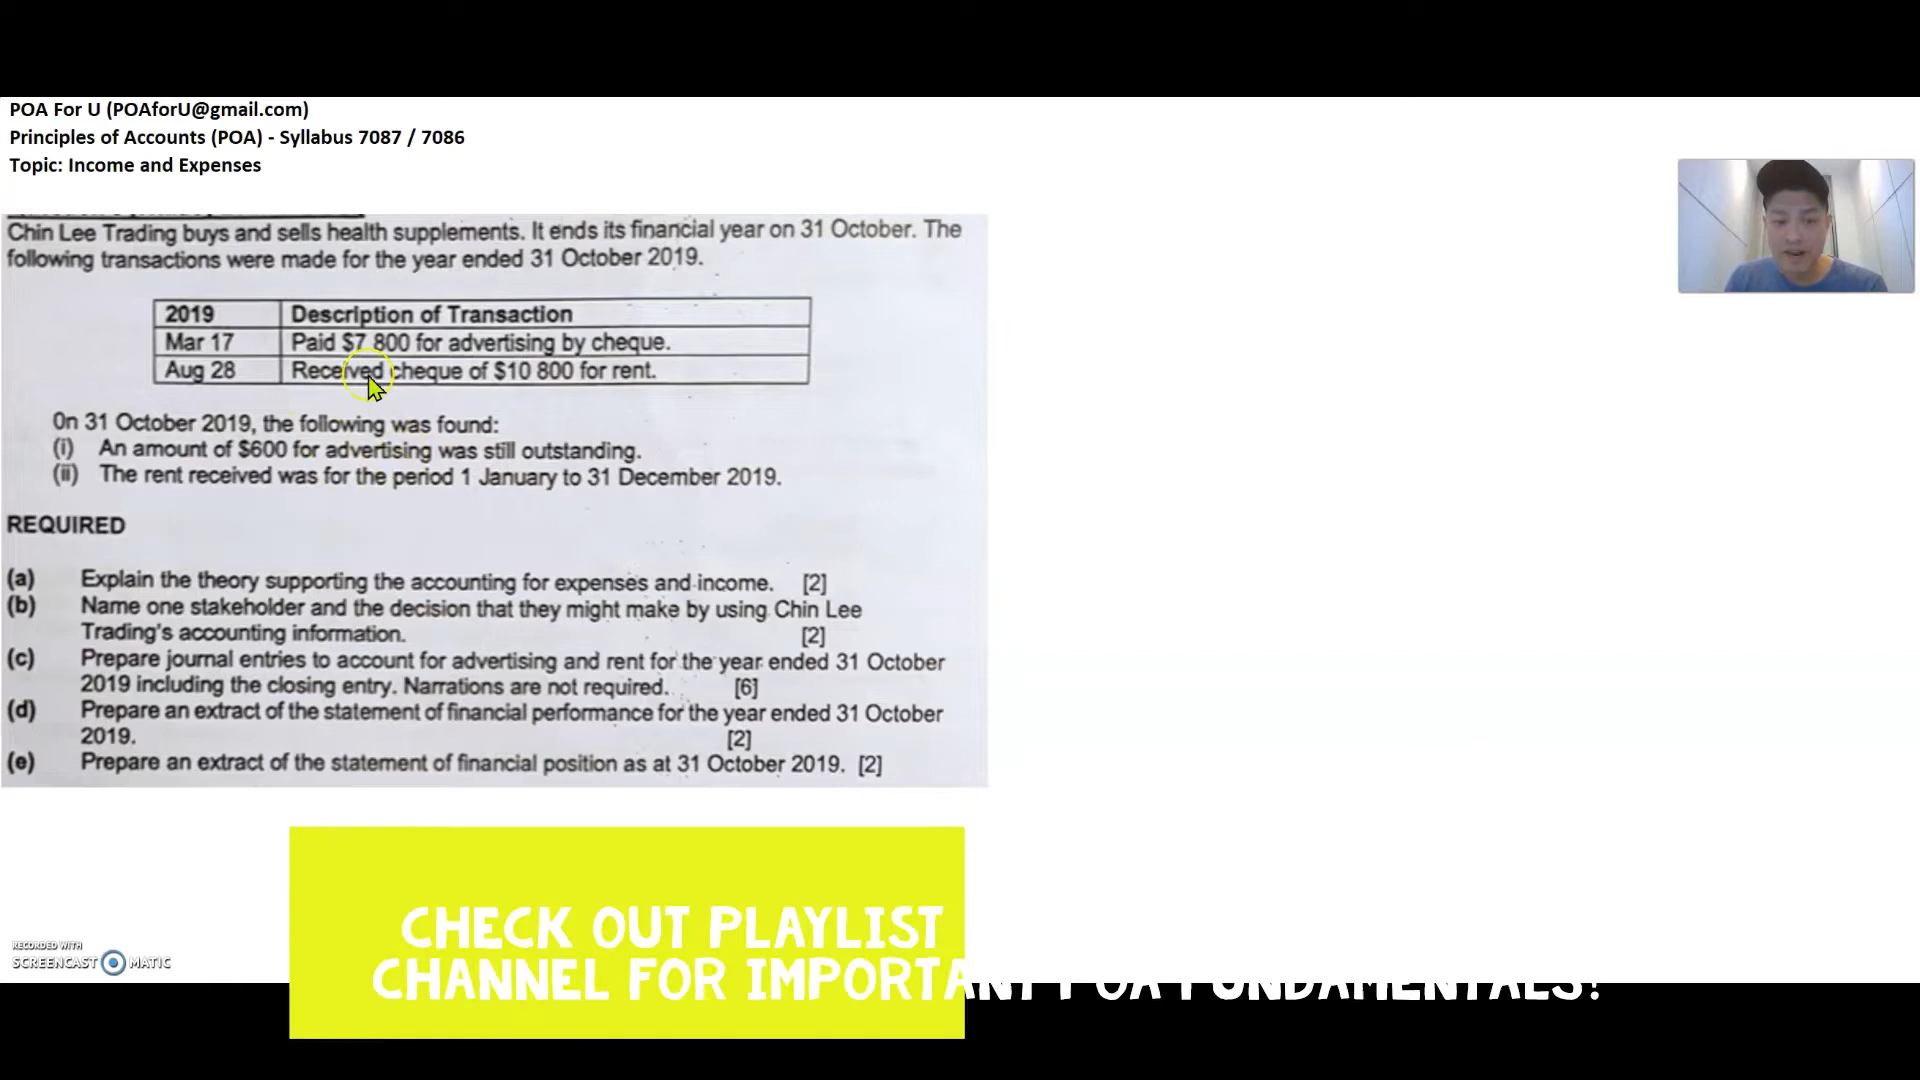 POA For U (POAforU@gmail.com)
Principles of Accounts (POA) - Syllabus 7087 / 7086
Topic: Income and Expenses
Chin Lee Trading buys and sells health supplements. It ends its financial year on 31 October. The
following transactions were made for the year ended 31 October 2019.
2019 Description of Transaction
Mar 17 Paid $7 800 for advertising by cheque.
Aug 28 Received cheque of $10 800 for rent.
On 31 October 2019, the following was found:
(i) An amount of $600 for advertising was still outstanding.
(ii) The rent received was for the period 1 January to 31 December 2019.
REQUIRED
(a) Explain the theory supporting the accounting for expenses and income. [2]
(b) Name one stakeholder and the decision that they might make by using Chin Lee
Trading's accounting information. [2]
(c) Prepare journal entries to account for advertising and rent for the year ended 31 October
2019 including the closing entry. Narrations are not required. [6]
(d) Prepare an extract of the statement of financial performance for the year ended 31 October
2019. [2]
(e) Prepare an extract of the statement of financial position as at 31 October 2019. [2]
CHECK OUT PLAYLIST
CHANNEL FOR IMPORTANT POA FUNDAMENTALS!
RECORDED WITH
SCREENCAST MATIC